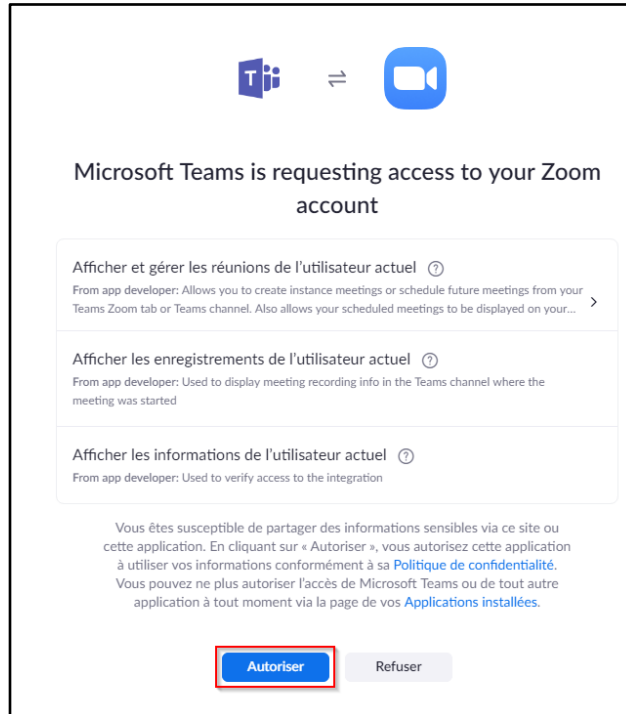 Microsoft Teams is requesting access to your Zoom
account
Afficher et gérer les réunions de l'utilisateur actuel ?
From app developer: Allows you to create instance meetings or schedule future meetings from your
Teams Zoom tab or Teams channel. Also allows your scheduled meetings to be displayed on your...
Afficher les enregistrements de l'utilisateur actuel ?
From app developer: Used to display meeting recording info in the Teams channel where the
meeting was started
Afficher les informations de l'utilisateur actuel ?
From app developer: Used to verify access to the integration
Vous êtes susceptible de partager des informations sensibles via ce site ou
cette application. En cliquant sur « Autoriser », vous autorisez cette application
à utiliser vos informations conformément à sa Politique de confidentialité.
Vous pouvez ne plus autoriser l'accès de Microsoft Teams ou de tout autre
application à tout moment via la page de vos Applications installées.
Autoriser Refuser